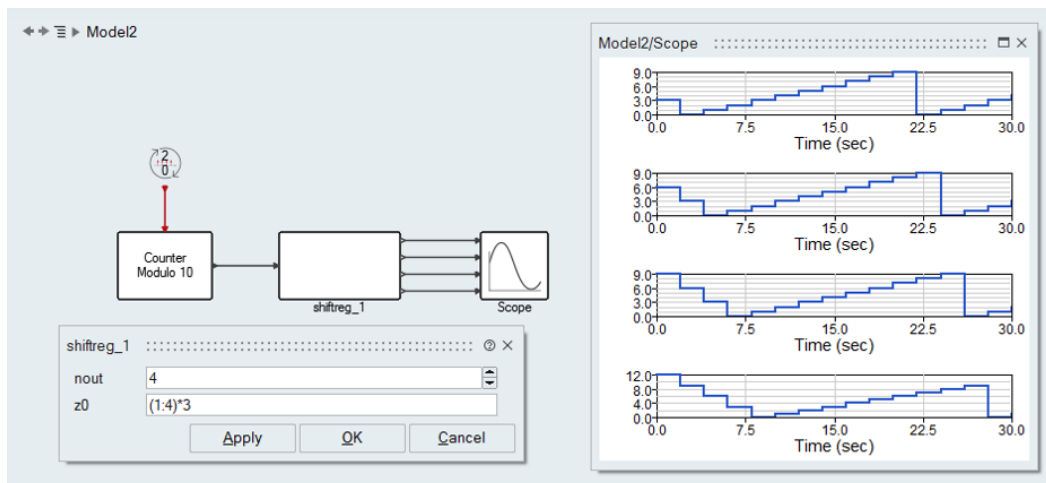 Model2
2
0
Counter
Modulo 10
shiftreg_1
Scope
shiftreg_1
nout 4
z0 (1:4)*3
Apply OK Cancel
Model2/Scope
9.0
6.0
3.0
0.0
0.0 7.5 15.0 22.5 30.0
Time (sec)
9.0
6.0
3.0
0.0
0.0 7.5 15.0 22.5 30.0
Time (sec)
9.0
6.0
3.0
0.0
0.0 7.5 15.0 22.5 30.0
Time (sec)
12.0
8.0
4.0
0.0
0.0 7.5 15.0 22.5 30.0
Time (sec)